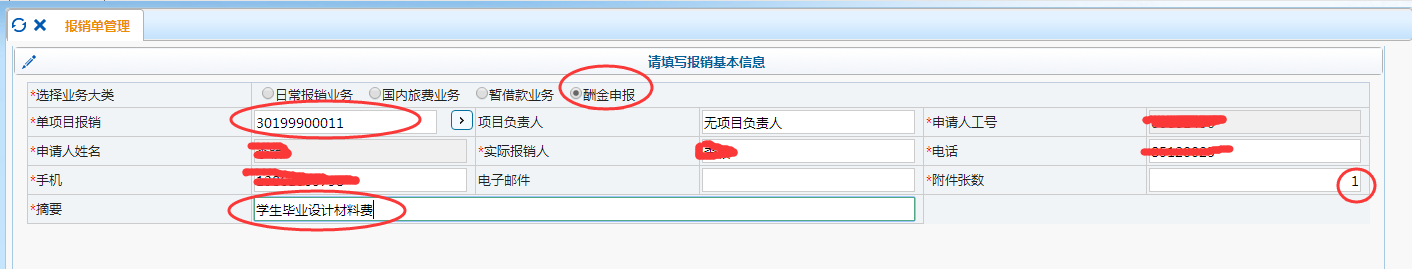 报销单管理
请填写报销基本信息
*选择业务大类 日常报销业务 国内旅费业务 暂借款业务 酬金申报
*单项目报销 30199900011 项目负责人 无项目负责人 *申请人工号
*申请人姓名 *实际报销人 *电话
*手机 电子邮件 *附件张数 1
*摘要 学生毕业设计材料费